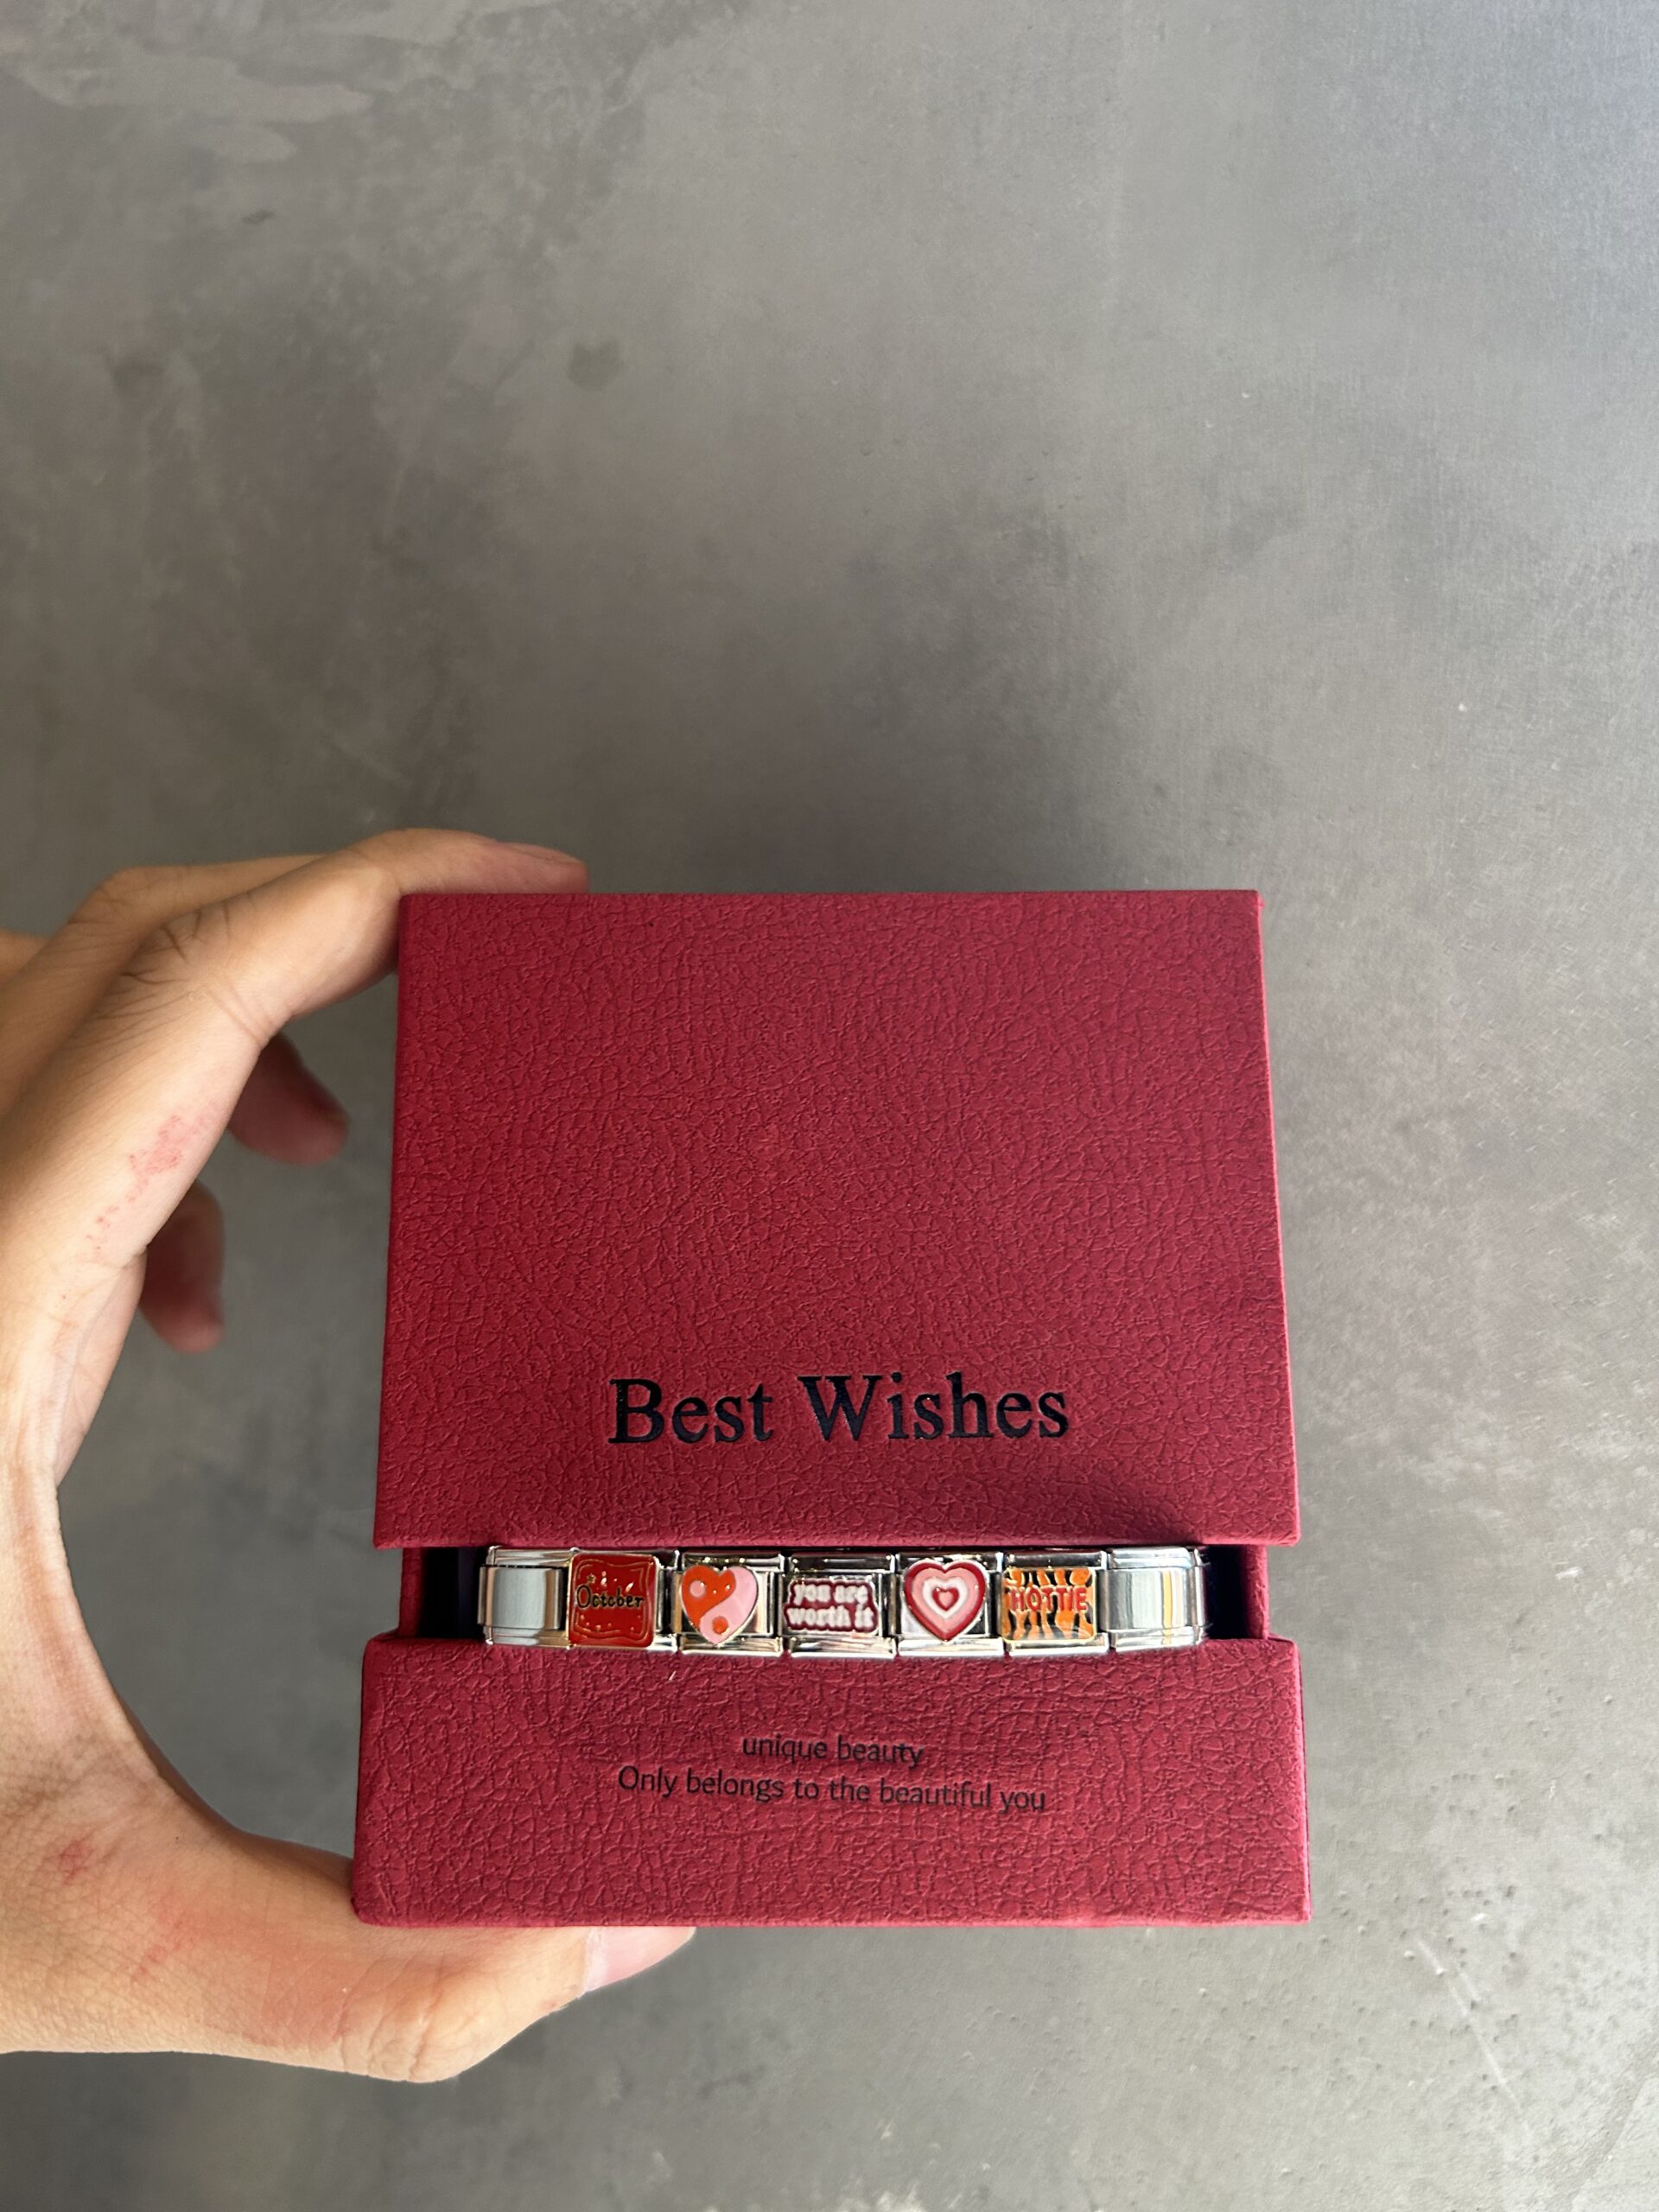 Best Wishes
October
you are
worth it
HOTTIE
unique beauty
Only belongs to the beautiful you